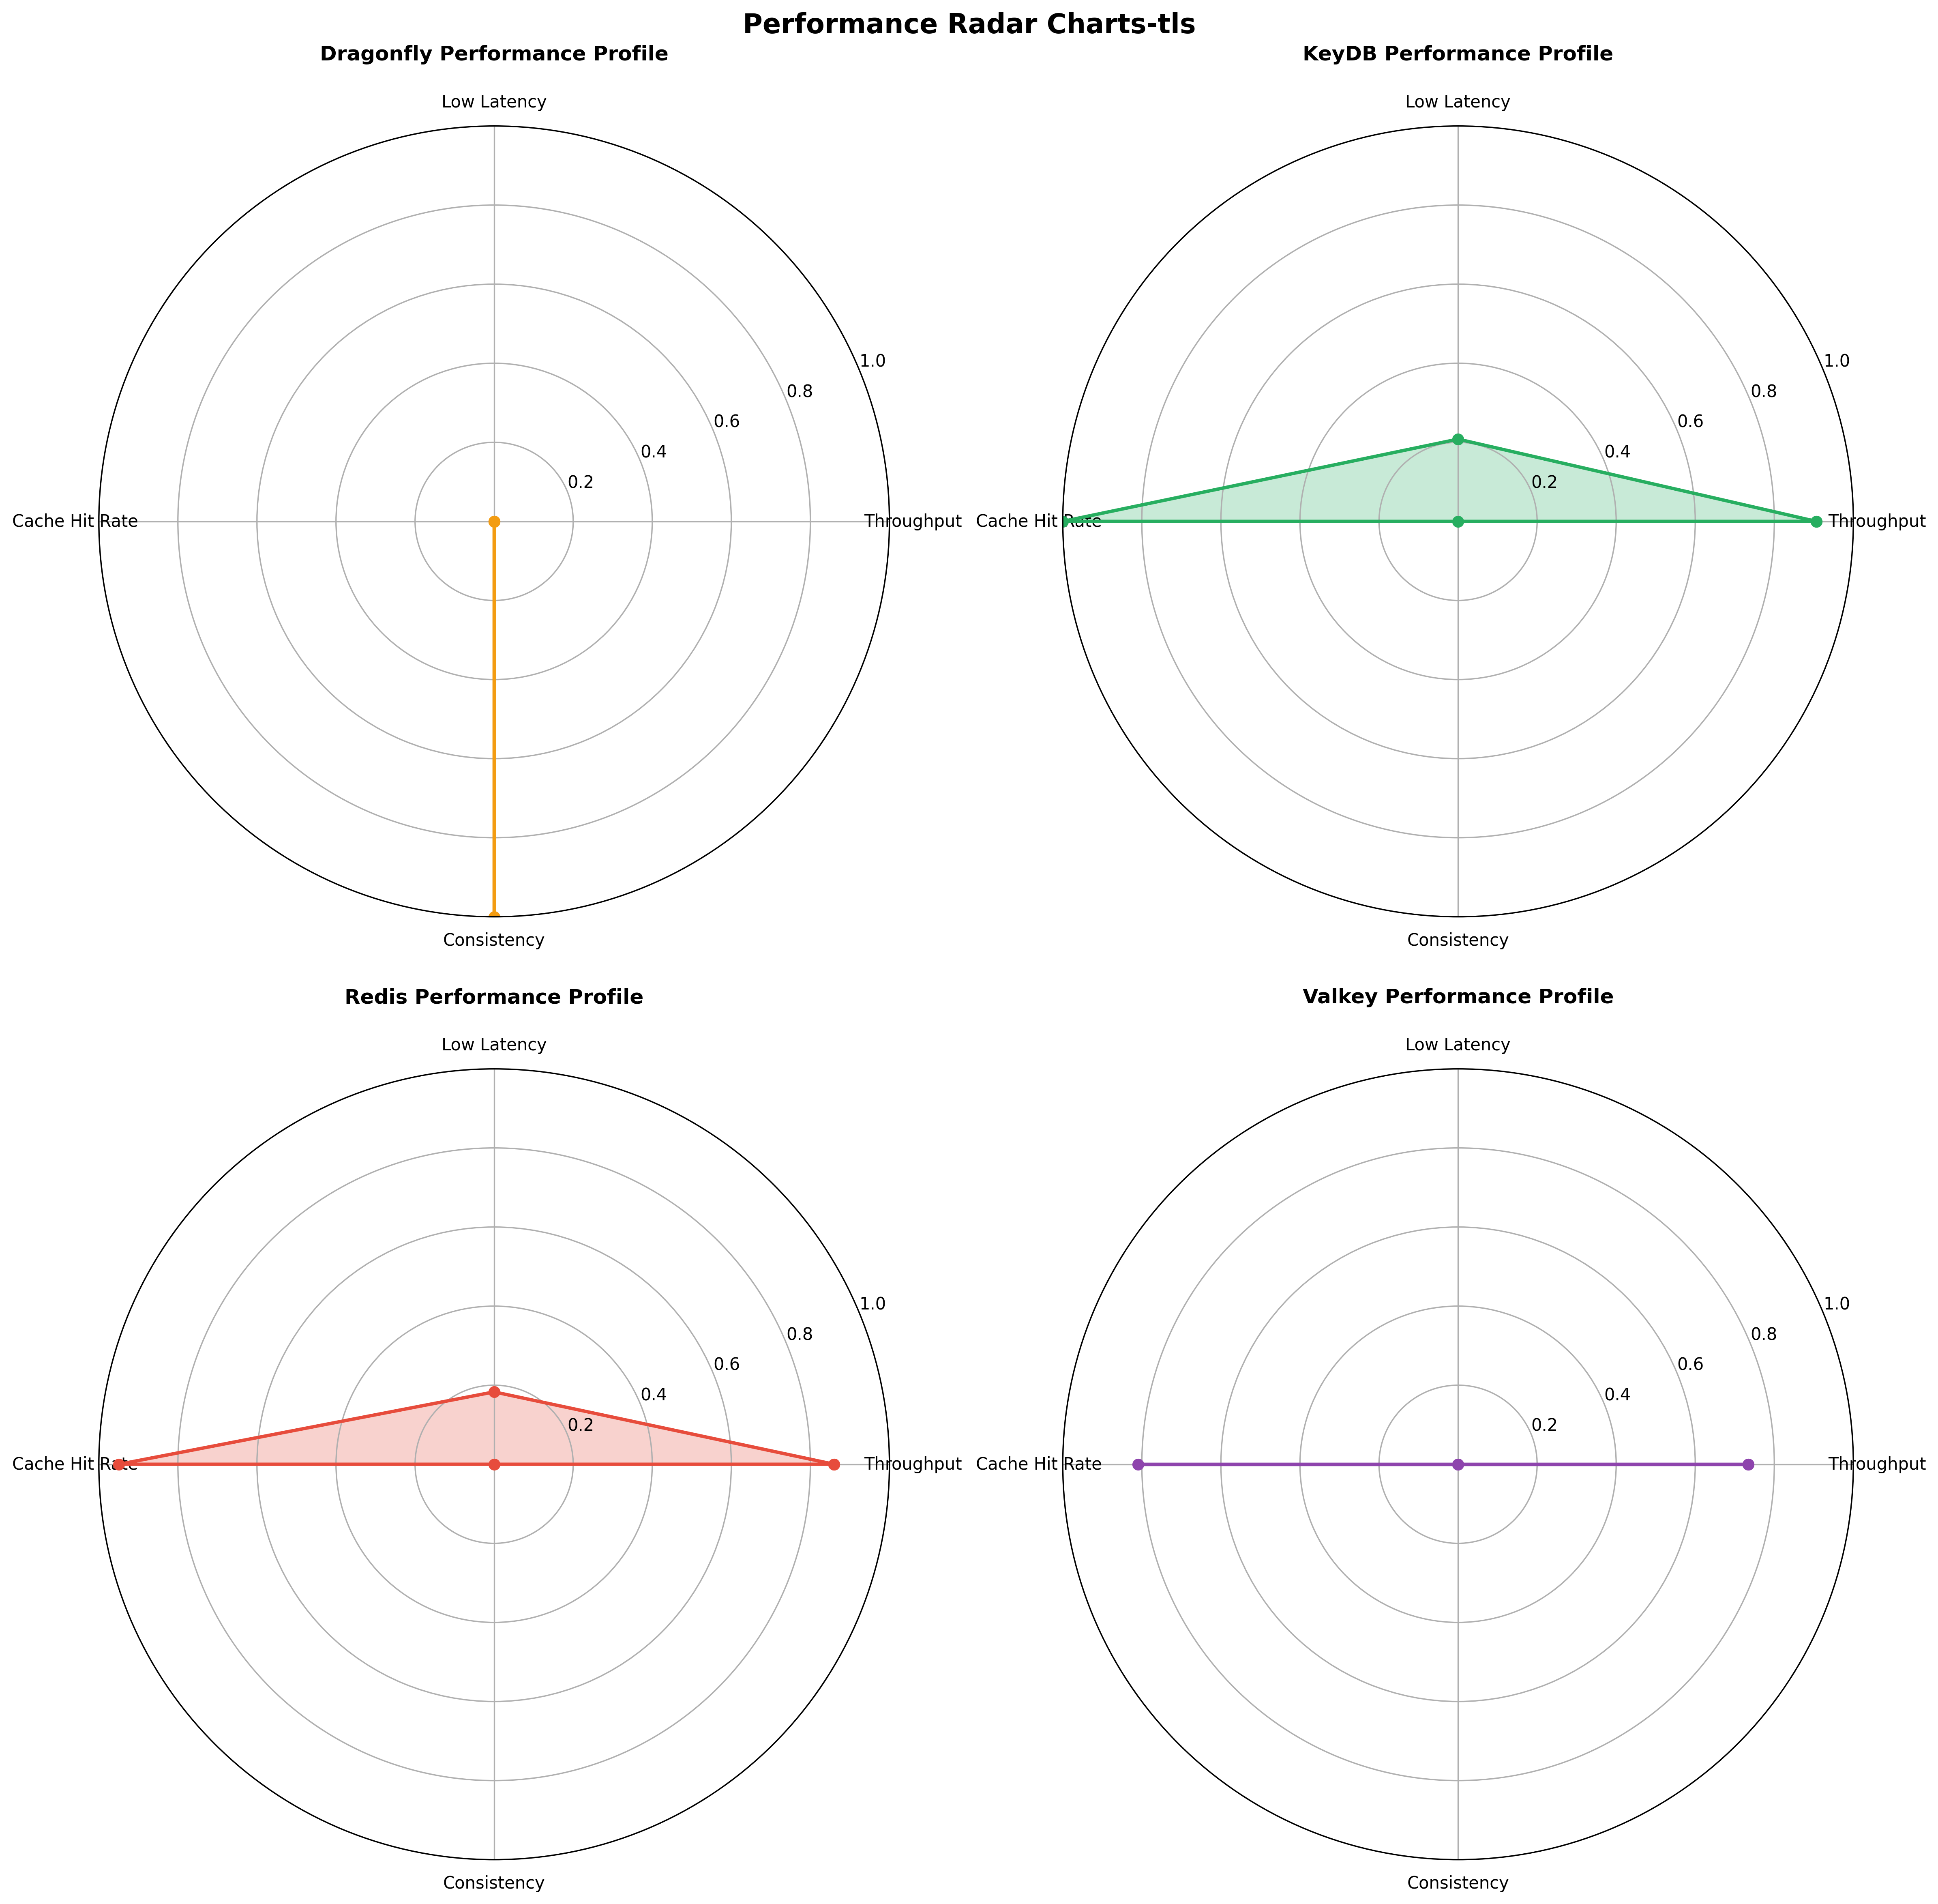 Performance Radar Charts-tls
Dragonfly Performance Profile
Low Latency
1.0
0.8
0.6
0.4
0.2
Cache Hit Rate
Throughput
Consistency
KeyDB Performance Profile
Low Latency
1.0
0.8
0.6
0.4
0.2
Cache Hit Rate
Throughput
Consistency
Redis Performance Profile
Low Latency
1.0
0.8
0.6
0.4
0.2
Cache Hit Rate
Throughput
Consistency
Valkey Performance Profile
Low Latency
1.0
0.8
0.6
0.4
0.2
Cache Hit Rate
Throughput
Consistency